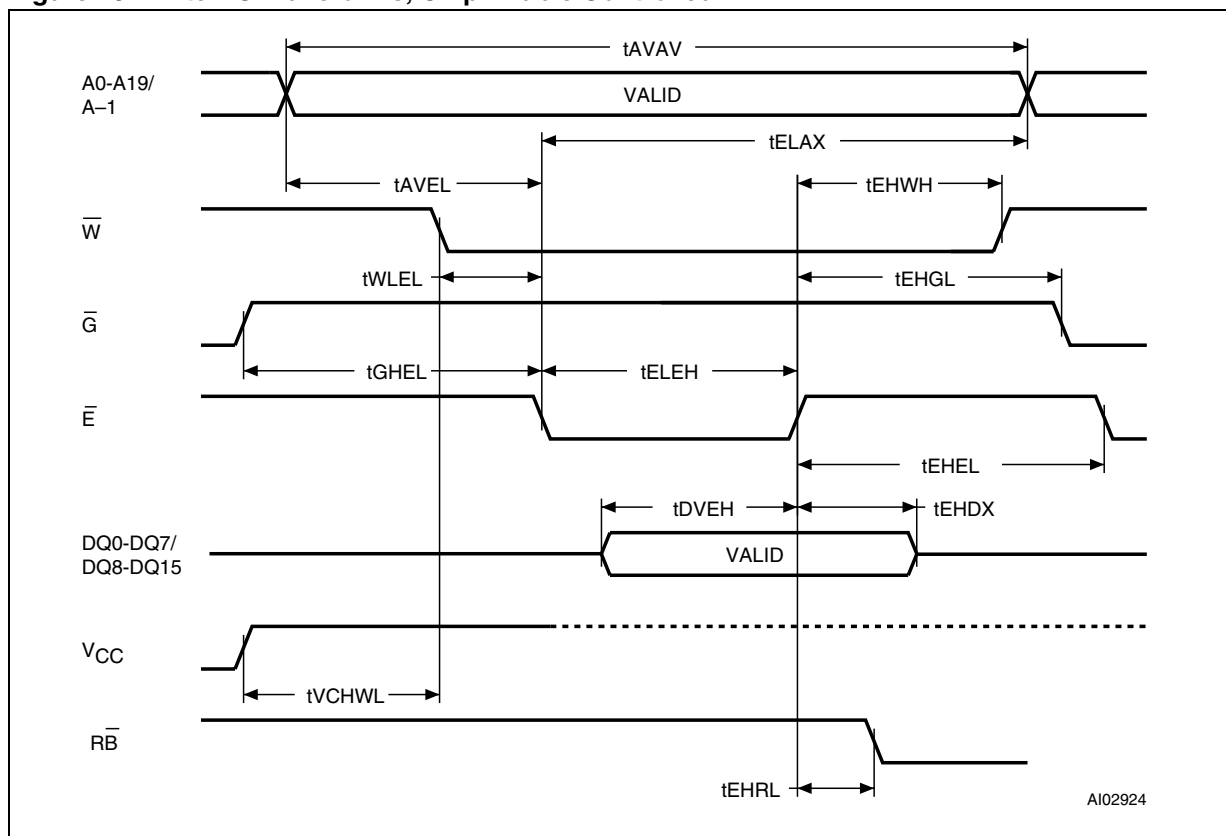 tAVAV
A0-A19/
A–1
VALID
tELAX
tAVEL
tEHWH
W̅
tWLEL
tEHGL
G̅
tGHEL
tELEH
E̅
tEHEL
tDVEH
tEHDX
DQ0-DQ7/
DQ8-DQ15
VALID
VCC
tVCHWL
RB̅
tEHRL
AI02924